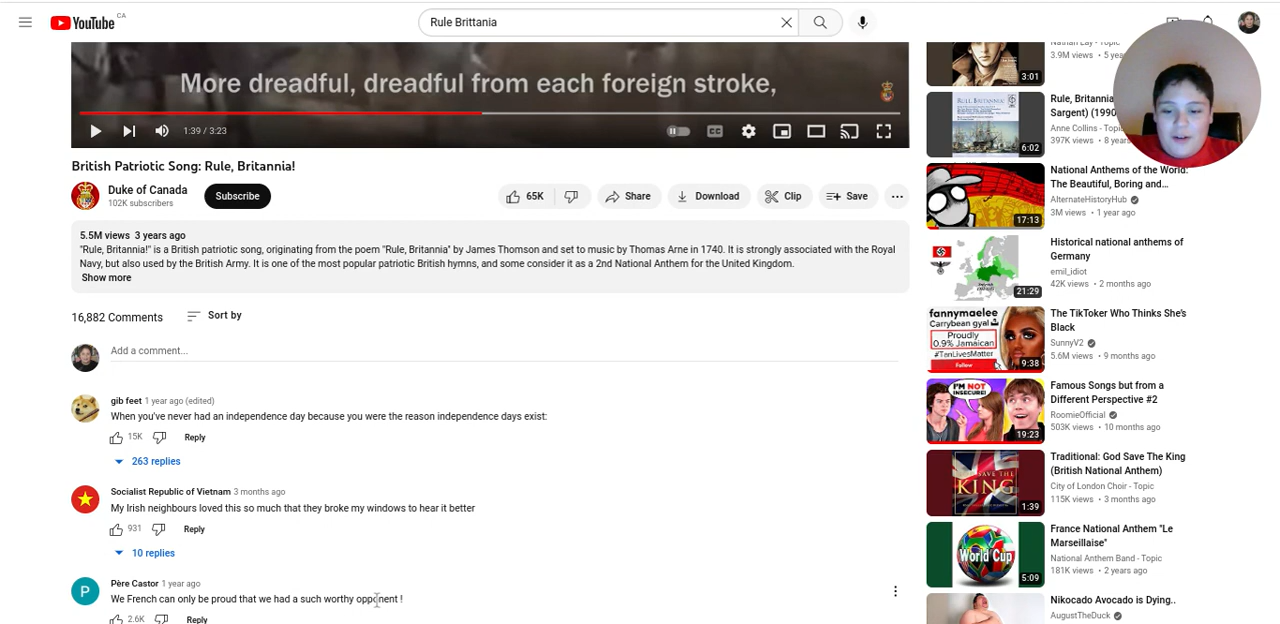 YouTube CA
Rule Brittania
More dreadful, dreadful from each foreign stroke,
1:39 / 3:23
CC
British Patriotic Song: Rule, Britannia!
Duke of Canada
102K subscribers
Subscribe
65K
Share
Download
Clip
Save
5.5M views 3 years ago
"Rule, Britannia!" is a British patriotic song, originating from the poem "Rule, Britannia" by James Thomson and set to music by Thomas Arne in 1740. It is strongly associated with the Royal
Navy, but also used by the British Army. It is one of the most popular patriotic British hymns, and some consider it as a 2nd National Anthem for the United Kingdom.
Show more
16,882 Comments
Sort by
Add a comment...
gib feet 1 year ago (edited)
When you've never had an independence day because you were the reason independence days exist:
15K
Reply
263 replies
Socialist Republic of Vietnam 3 months ago
My Irish neighbours loved this so much that they broke my windows to hear it better
931
Reply
10 replies
P
Père Castor 1 year ago
We French can only be proud that we had a such worthy opponent !
2.6K
Reply
3:01
Nathan Lay - Topic
3.9M views • 5 yea
RULE, BRITANNIA!
6:02
Rule, Britannia
Sargent) (1990
Anne Collins - Topic
397K views • 8 years
17:13
National Anthems of the World:
The Beautiful, Boring and...
AlternateHistoryHub
3M views • 1 year ago
21:29
Historical national anthems of
Germany
emil_idiot
42K views • 2 months ago
fannymaelee
Carrybean gyal
Proudly
0.9% Jamaican
#TanLivesMatter
Follow
9:38
The TikToker Who Thinks She's
Black
SunnyV2
5.6M views • 9 months ago
I'M NOT
INSECURE!
19:23
Famous Songs but from a
Different Perspective #2
RoomieOfficial
503K views • 10 months ago
SAVE THE
KING
1:39
Traditional: God Save The King
(British National Anthem)
City of London Choir - Topic
115K views • 3 months ago
World Cup
5:09
France National Anthem "Le
Marseillaise"
National Anthem Band - Topic
181K views • 2 years ago
Nikocado Avocado is Dying..
AugustTheDuck